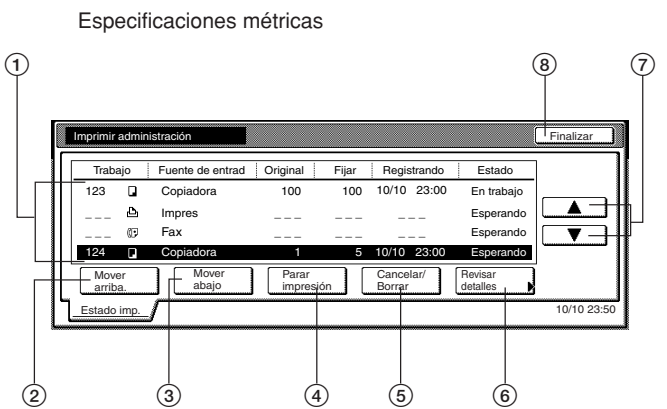 Especificaciones métricas
1 8 7
Imprimir administración Finalizar
Trabajo Fuente de entrad Original Fijar Registrando Estado
123 Copiadora 100 100 10/10 23:00 En trabajo
_ _ _ Impres _ _ _ _ _ _ Esperando
_ _ _ Fax _ _ _ _ _ _ Esperando
124 Copiadora 1 5 10/10 23:00 Esperando
Mover arriba.
Mover abajo
Parar impresión
Cancelar/ Borrar
Revisar detalles
Estado imp. 10/10 23:50
2 3 4 5 6